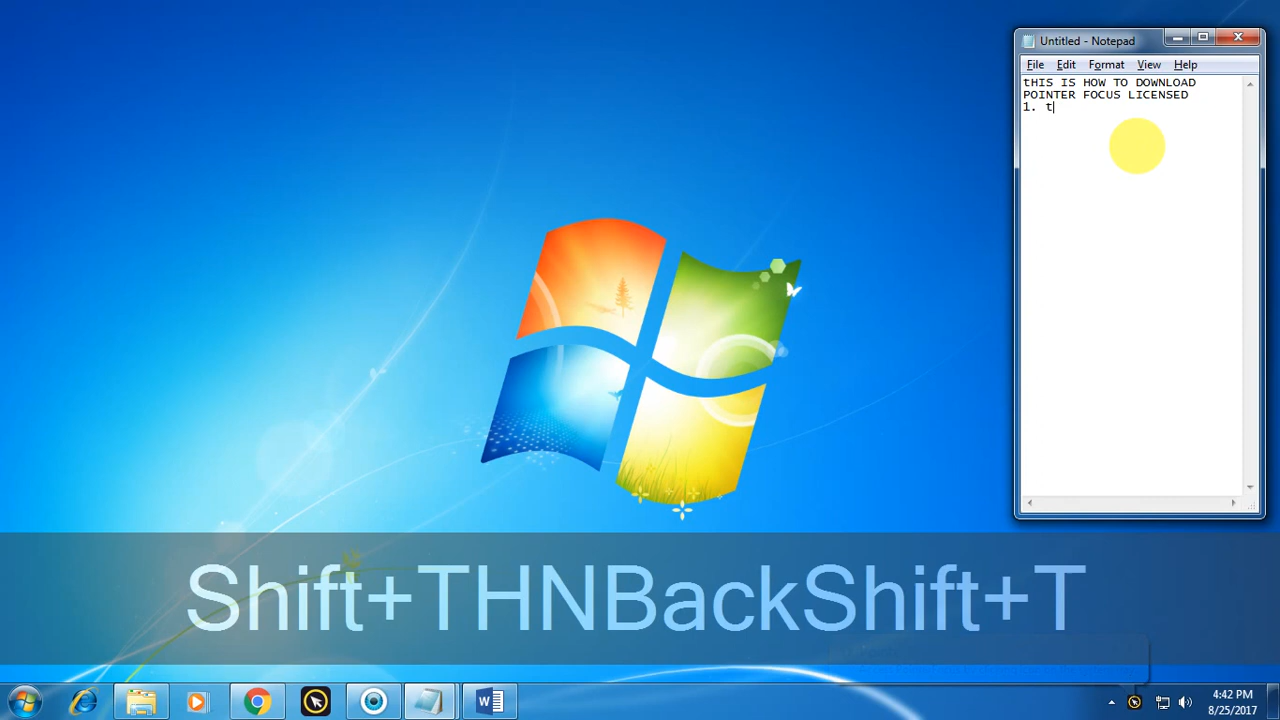 Untitled - Notepad
File Edit Format View Help
tHIS IS HOW TO DOWNLOAD
POINTER FOCUS LICENSED
1. t
Shift+THNBackShift+T
4:42 PM
8/25/2017